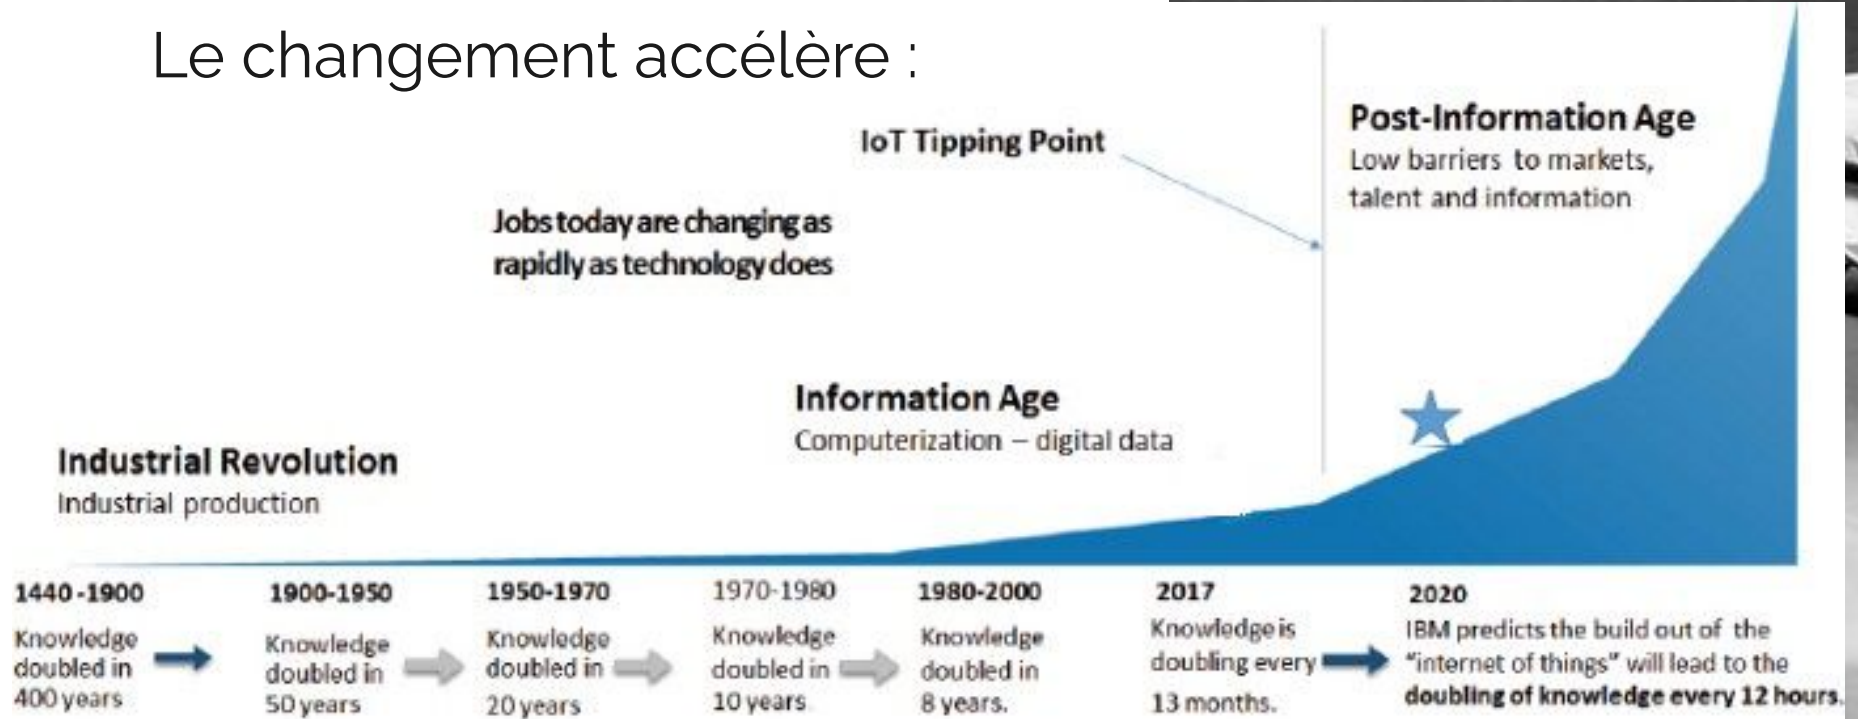 Le changement accélère :
IoT Tipping Point
Post-Information Age
Low barriers to markets,
talent and information
Jobs today are changing as
rapidly as technology does
Information Age
Computerization – digital data
Industrial Revolution
Industrial production
1440-1900
Knowledge
doubled in
400 years
1900-1950
Knowledge
doubled in
50 years
1950-1970
Knowledge
doubled in
20 years
1970-1980
Knowledge
doubled in
10 years
1980-2000
Knowledge
doubled in
8 years.
2017
Knowledge is
doubling every
13 months.
2020
IBM predicts the build out of the
"internet of things" will lead to the
doubling of knowledge every 12 hours.